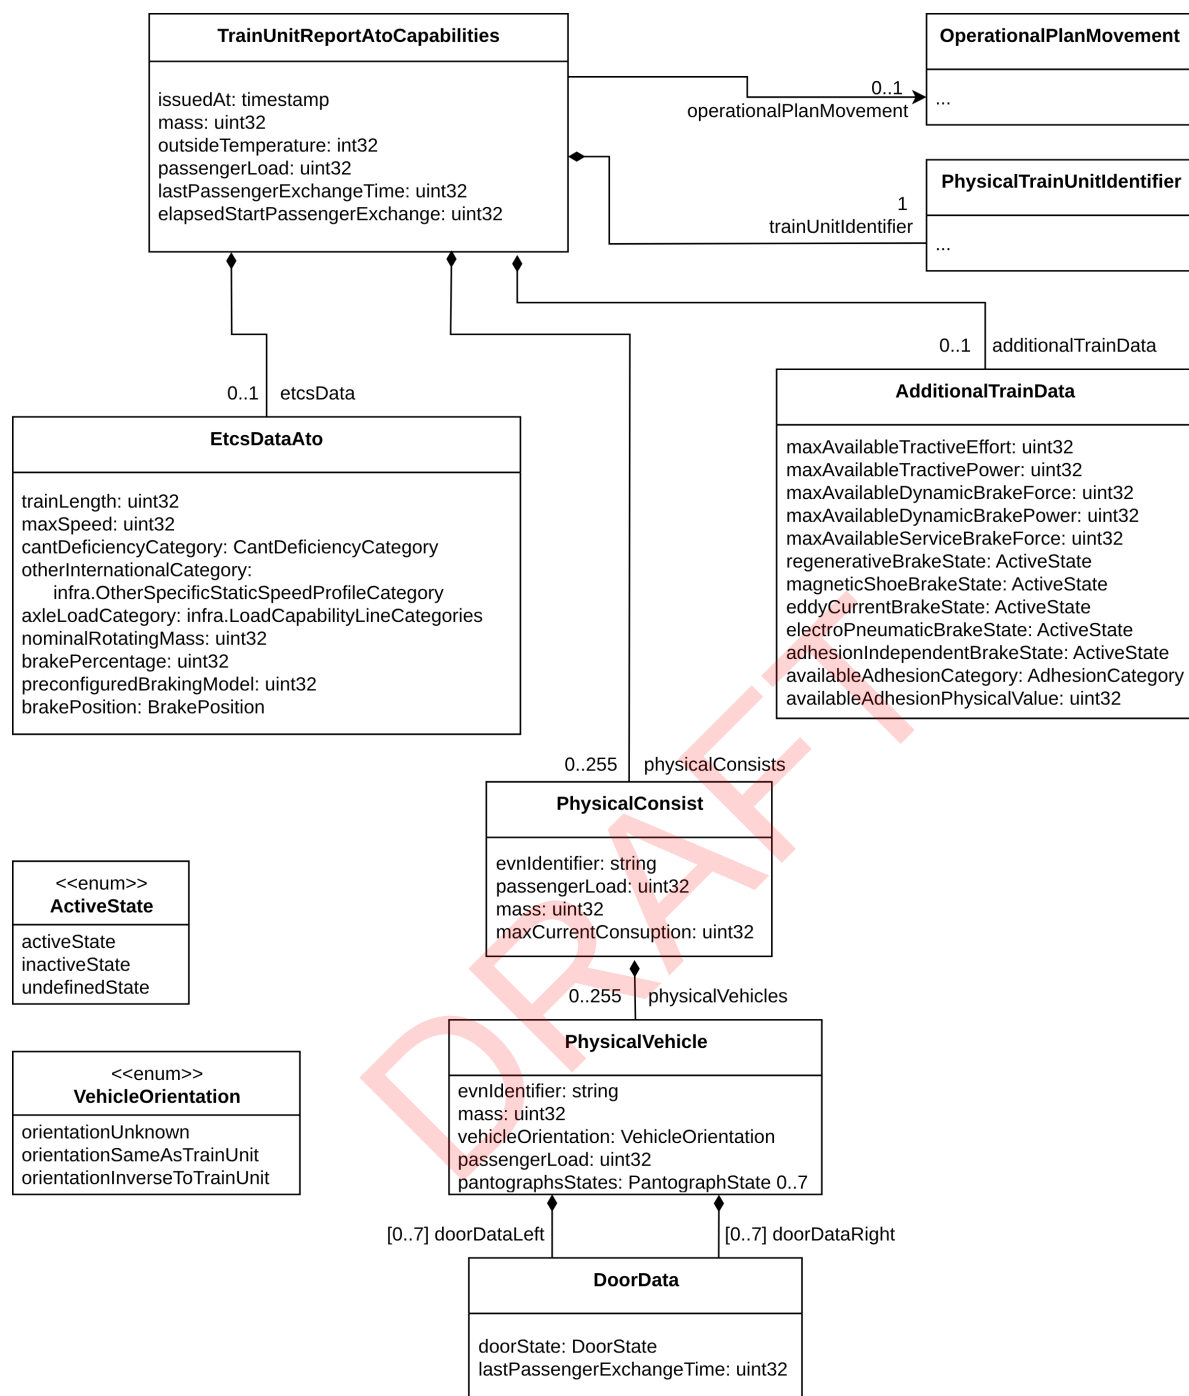 TrainUnitReportAtoCapabilities
issuedAt: timestamp
mass: uint32
outsideTemperature: int32
passengerLoad: uint32
lastPassengerExchangeTime: uint32
elapsedStartPassengerExchange: uint32
0..1
operationalPlanMovement
OperationalPlanMovement
...
1
trainUnitIdentifier
PhysicalTrainUnitIdentifier
...
0..1 etcsData
EtcsDataAto
trainLength: uint32
maxSpeed: uint32
cantDeficiencyCategory: CantDeficiencyCategory
otherInternationalCategory:
infra.OtherSpecificStaticSpeedProfileCategory
axleLoadCategory: infra.LoadCapabilityLineCategories
nominalRotatingMass: uint32
brakePercentage: uint32
preconfiguredBrakingModel: uint32
brakePosition: BrakePosition
0..1 additionalTrainData
AdditionalTrainData
maxAvailableTractiveEffort: uint32
maxAvailableTractivePower: uint32
maxAvailableDynamicBrakeForce: uint32
maxAvailableDynamicBrakePower: uint32
maxAvailableServiceBrakeForce: uint32
regenerativeBrakeState: ActiveState
magneticShoeBrakeState: ActiveState
eddyCurrentBrakeState: ActiveState
electroPneumaticBrakeState: ActiveState
adhesionIndependentBrakeState: ActiveState
availableAdhesionCategory: AdhesionCategory
availableAdhesionPhysicalValue: uint32
0..255 physicalConsists
PhysicalConsist
evnIdentifier: string
passengerLoad: uint32
mass: uint32
maxCurrentConsuption: uint32
<<enum>>
ActiveState
activeState
inactiveState
undefinedState
0..255 physicalVehicles
PhysicalVehicle
evnIdentifier: string
mass: uint32
vehicleOrientation: VehicleOrientation
passengerLoad: uint32
pantographsStates: PantographState 0..7
<<enum>>
VehicleOrientation
orientationUnknown
orientationSameAsTrainUnit
orientationInverseToTrainUnit
[0..7] doorDataLeft
[0..7] doorDataRight
DoorData
doorState: DoorState
lastPassengerExchangeTime: uint32
DRAFT